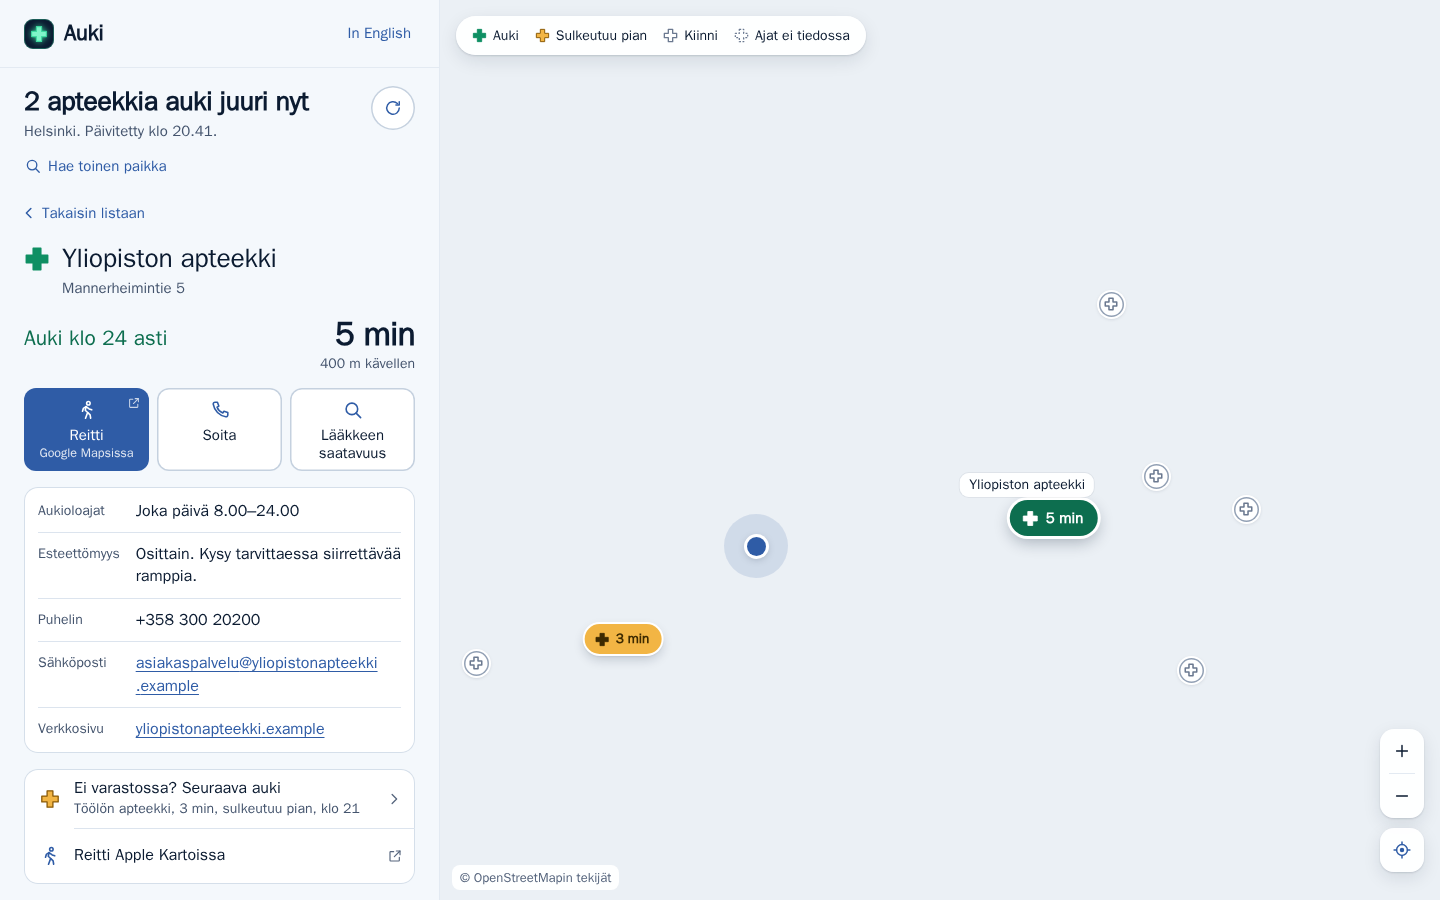 Auki
In English
2 apteekkia auki juuri nyt
Helsinki. Päivitetty klo 20.41.
Hae toinen paikka
Takaisin listaan
Yliopiston apteekki
Mannerheimintie 5
Auki klo 24 asti
5 min
400 m kävellen
Reitti
Google Mapsissa
Soita
Lääkkeen
saatavuus
Aukioloajat
Joka päivä 8.00–24.00
Esteettömyys
Osittain. Kysy tarvittaessa siirrettävää
ramppia.
Puhelin
+358 300 20200
Sähköposti
asiakaspalvelu@yliopistonapteekki
.example
Verkkosivu
yliopistonapteekki.example
Ei varastossa? Seuraava auki
Töölön apteekki, 3 min, sulkeutuu pian, klo 21
Reitti Apple Kartoissa
Auki
Sulkeutuu pian
Kiinni
Ajat ei tiedossa
Yliopiston apteekki
5 min
3 min
© OpenStreetMapin tekijät